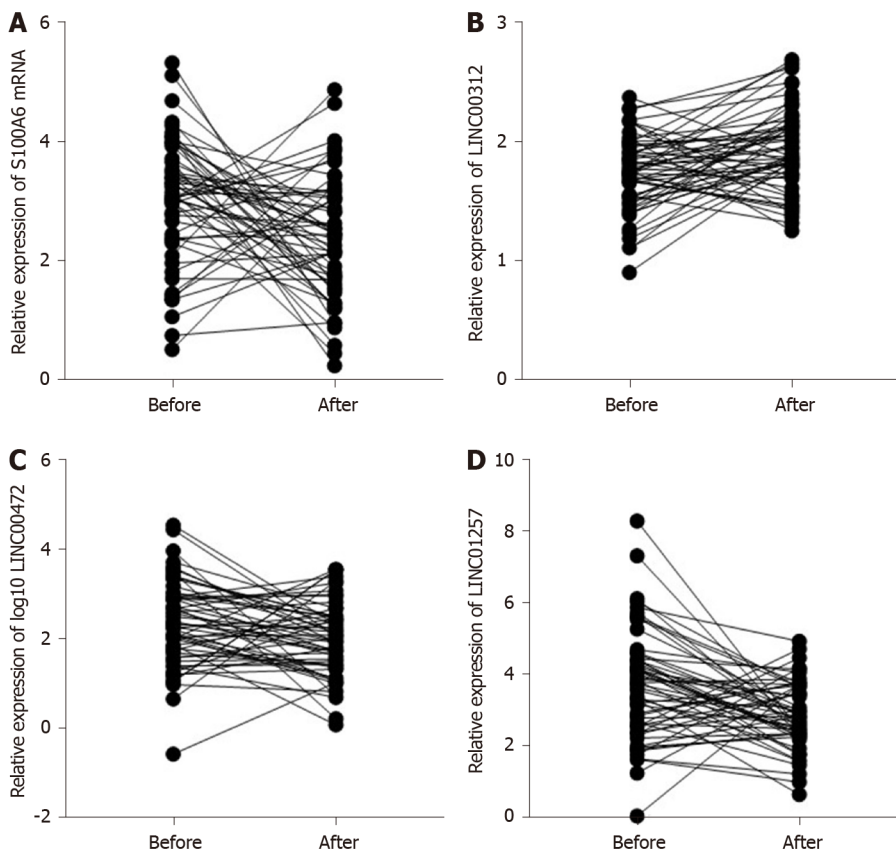 A
6
4
2
0
Relative expression of S100A6 mRNA
Before
After
B
3
2
1
0
Relative expression of LINC00312
Before
After
C
6
4
2
0
-2
Relative expression of log10 LINC00472
Before
After
D
10
8
6
4
2
0
Relative expression of LINC01257
Before
After